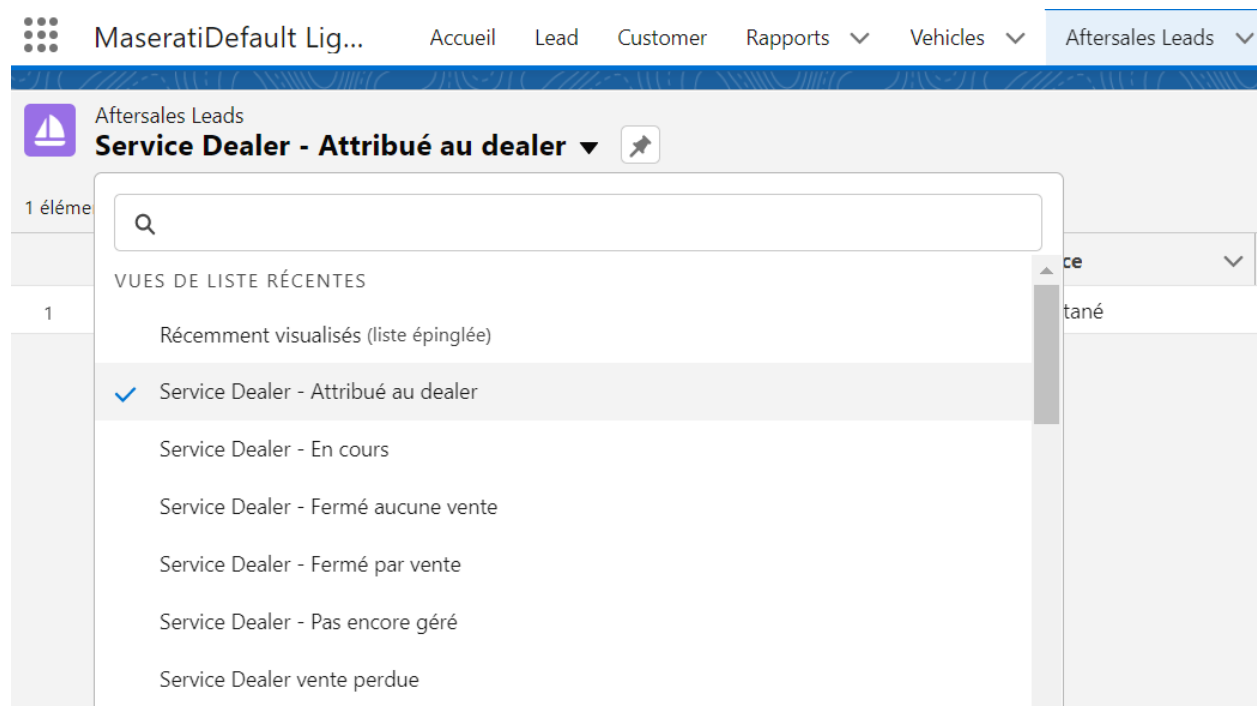 MaseratiDefault Lig... Accueil Lead Customer Rapports Vehicles Aftersales Leads
Aftersales Leads
Service Dealer - Attribué au dealer
1 éléme
VUES DE LISTE RÉCENTES
ce
1
Récemment visualisés (liste épinglée)
tané
Service Dealer - Attribué au dealer
Service Dealer - En cours
Service Dealer - Fermé aucune vente
Service Dealer - Fermé par vente
Service Dealer - Pas encore géré
Service Dealer vente perdue